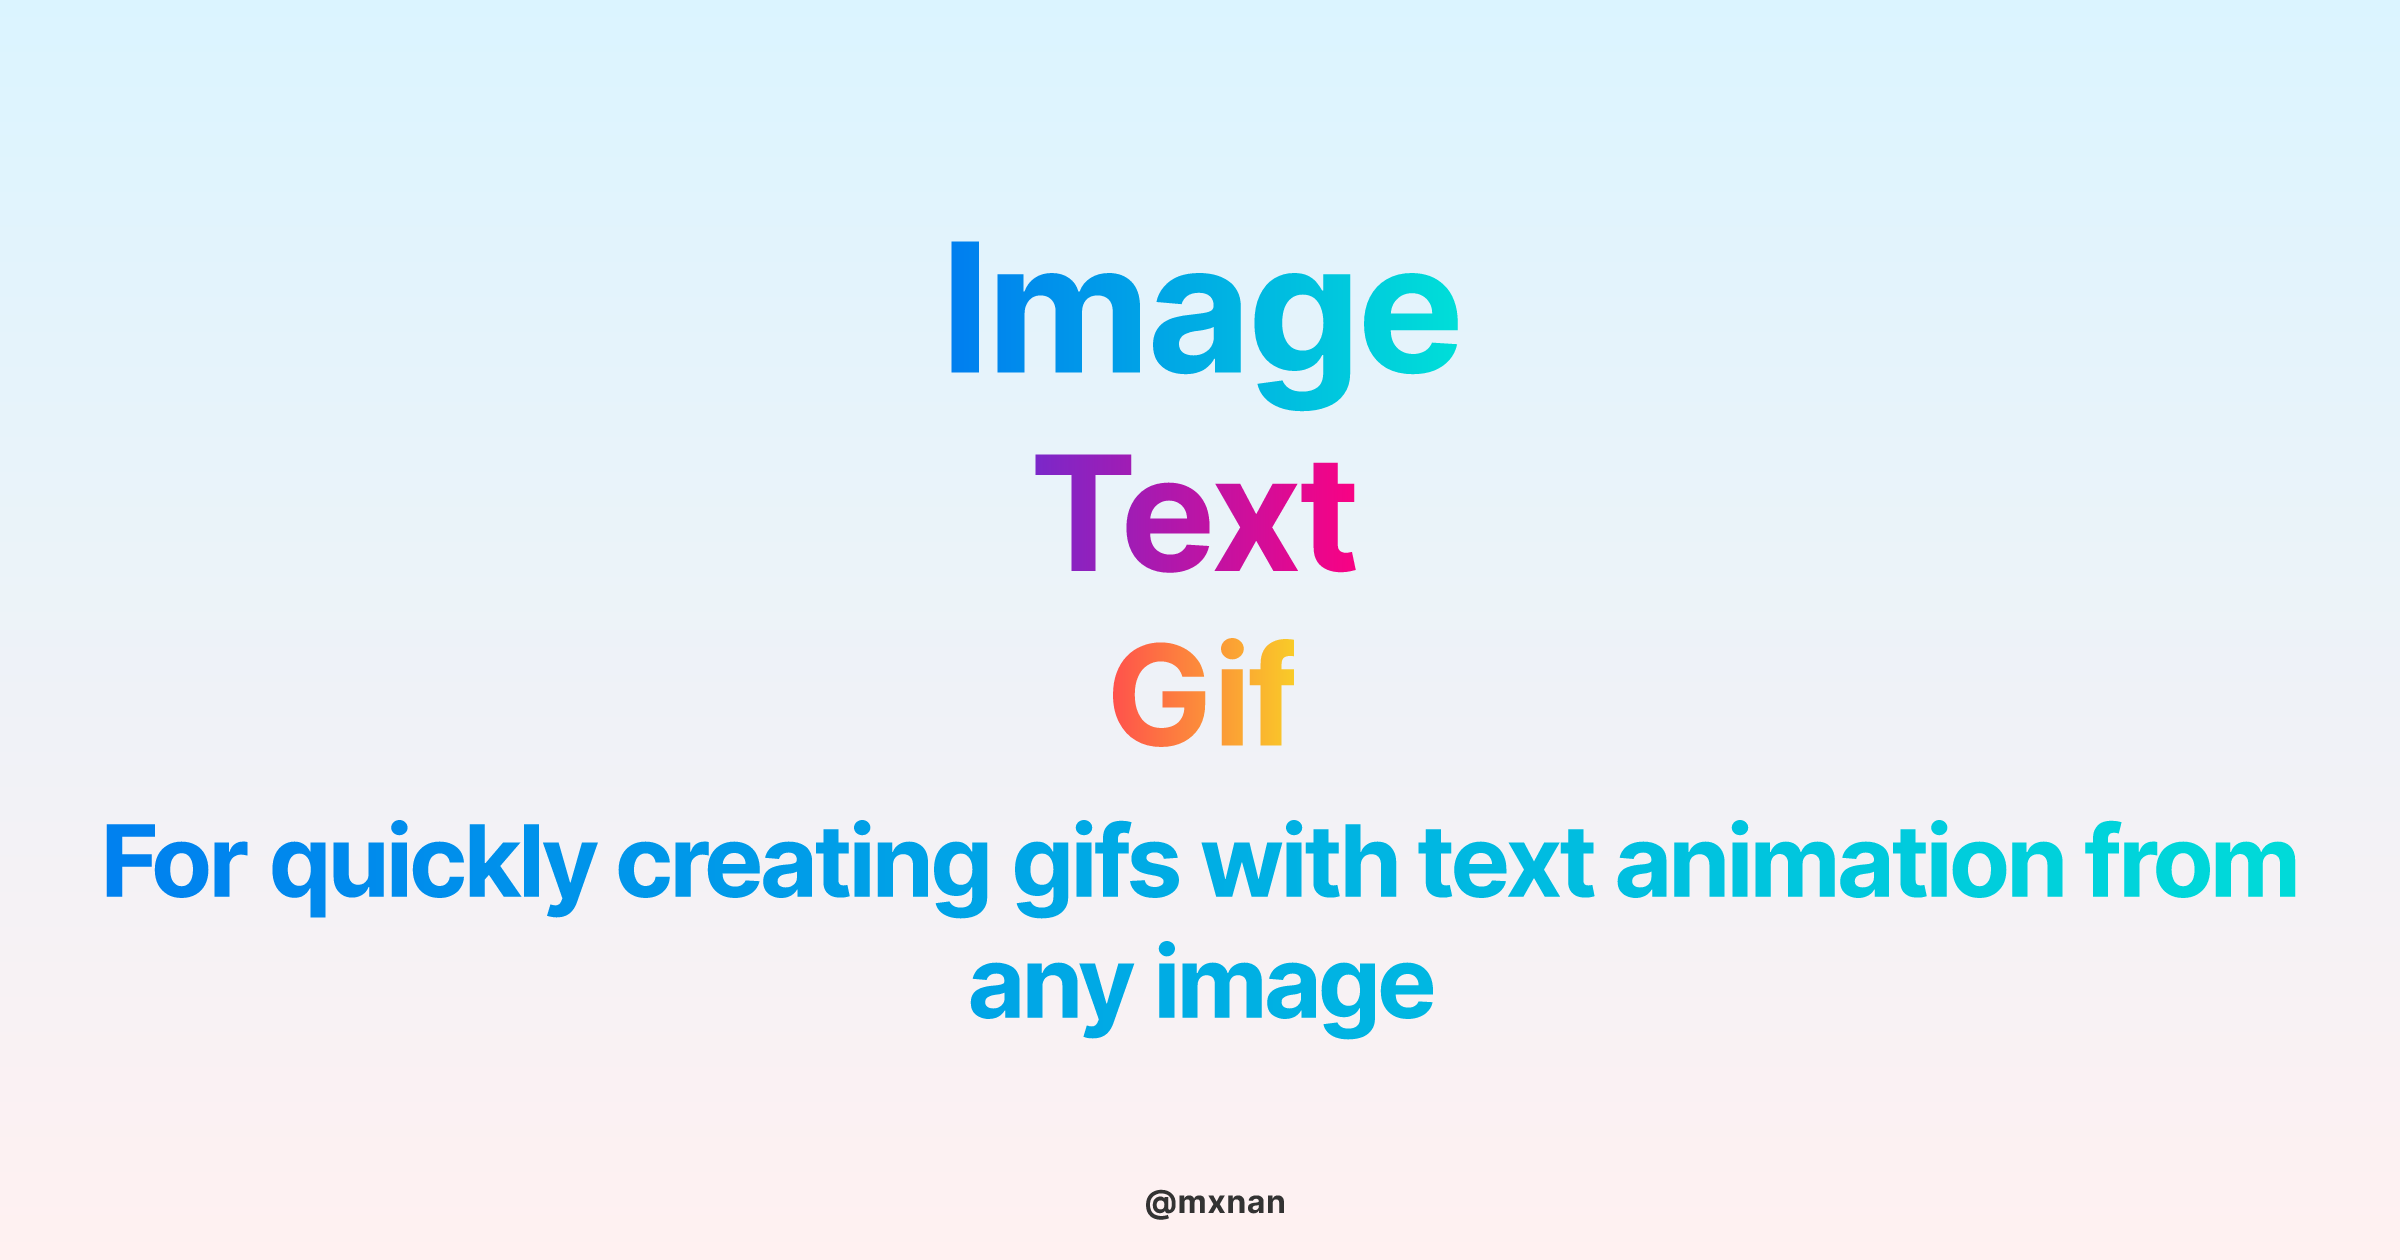 Image
Text
Gif
For quickly creating gifs with text animation from
any image
@mxnan